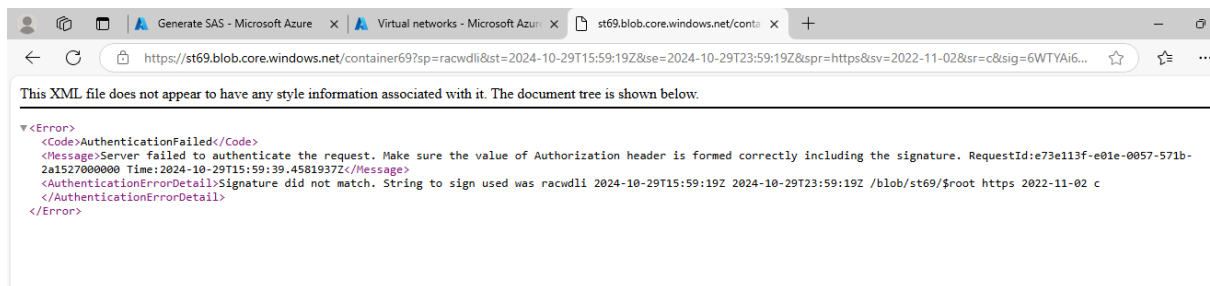 Generate SAS - Microsoft Azure
Virtual networks - Microsoft Azur
st69.blob.core.windows.net/conta
https://st69.blob.core.windows.net/container69?sp=racwdli&st=2024-10-29T15:59:19Z&se=2024-10-29T23:59:19Z&spr=https&sv=2022-11-02&sr=c&sig=6WTYAi6...
This XML file does not appear to have any style information associated with it. The document tree is shown below.
▼<Error>
<Code>AuthenticationFailed</Code>
<Message>Server failed to authenticate the request. Make sure the value of Authorization header is formed correctly including the signature. RequestId:e73e113f-e01e-0057-571b-
2a1527000000 Time:2024-10-29T15:59:39.4581937Z</Message>
<AuthenticationErrorDetail>Signature did not match. String to sign used was racwdli 2024-10-29T15:59:19Z 2024-10-29T23:59:19Z /blob/st69/$root https 2022-11-02 c
</AuthenticationErrorDetail>
</Error>